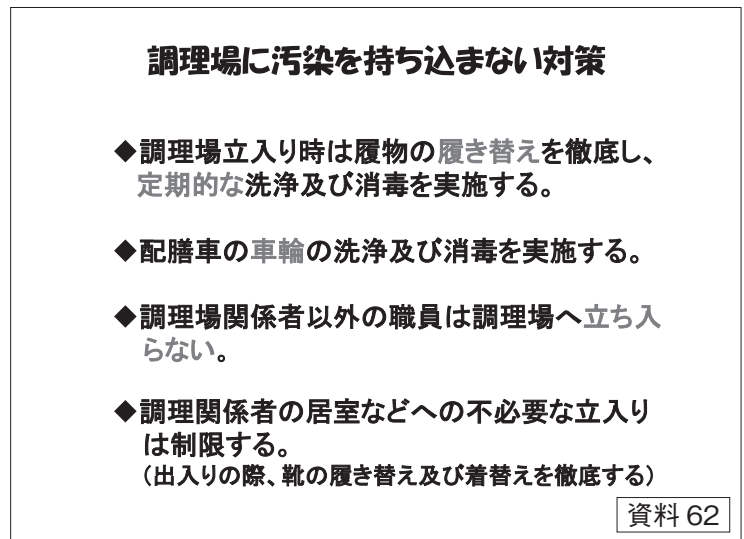 調理場に汚染を持ち込まない対策
◆調理場立入り時は履物の履き替えを徹底し、
定期的な洗浄及び消毒を実施する。
◆配膳車の車輪の洗浄及び消毒を実施する。
◆調理場関係者以外の職員は調理場へ立ち入
らない。
◆調理関係者の居室などへの不必要な立入り
は制限する。
（出入りの際、靴の履き替え及び着替えを徹底する）
資料 62